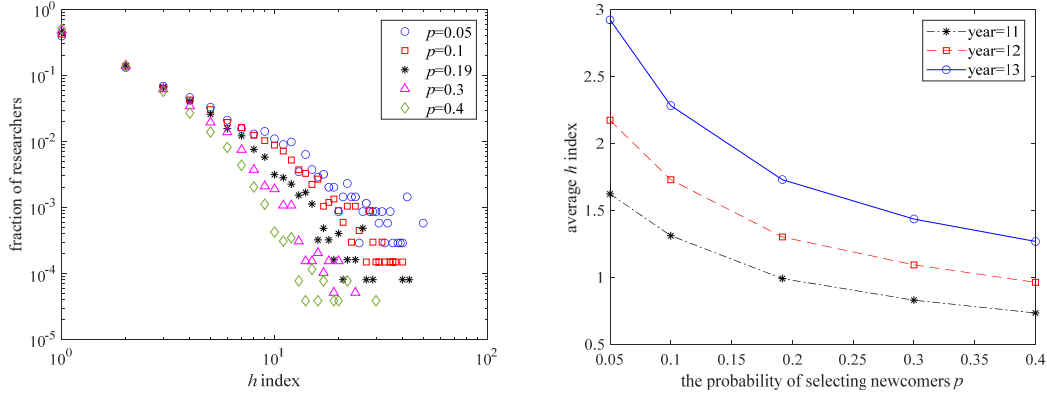 10^0
10^-1
10^-2
10^-3
10^-4
10^-5
fraction of researchers
10^0
10^1
10^2
h index
p=0.05
p=0.1
p=0.19
p=0.3
p=0.4
3
2.5
2
1.5
1
0.5
average h index
0.05
0.1
0.15
0.2
0.25
0.3
0.35
0.4
the probability of selecting newcomers p
year=11
year=12
year=13